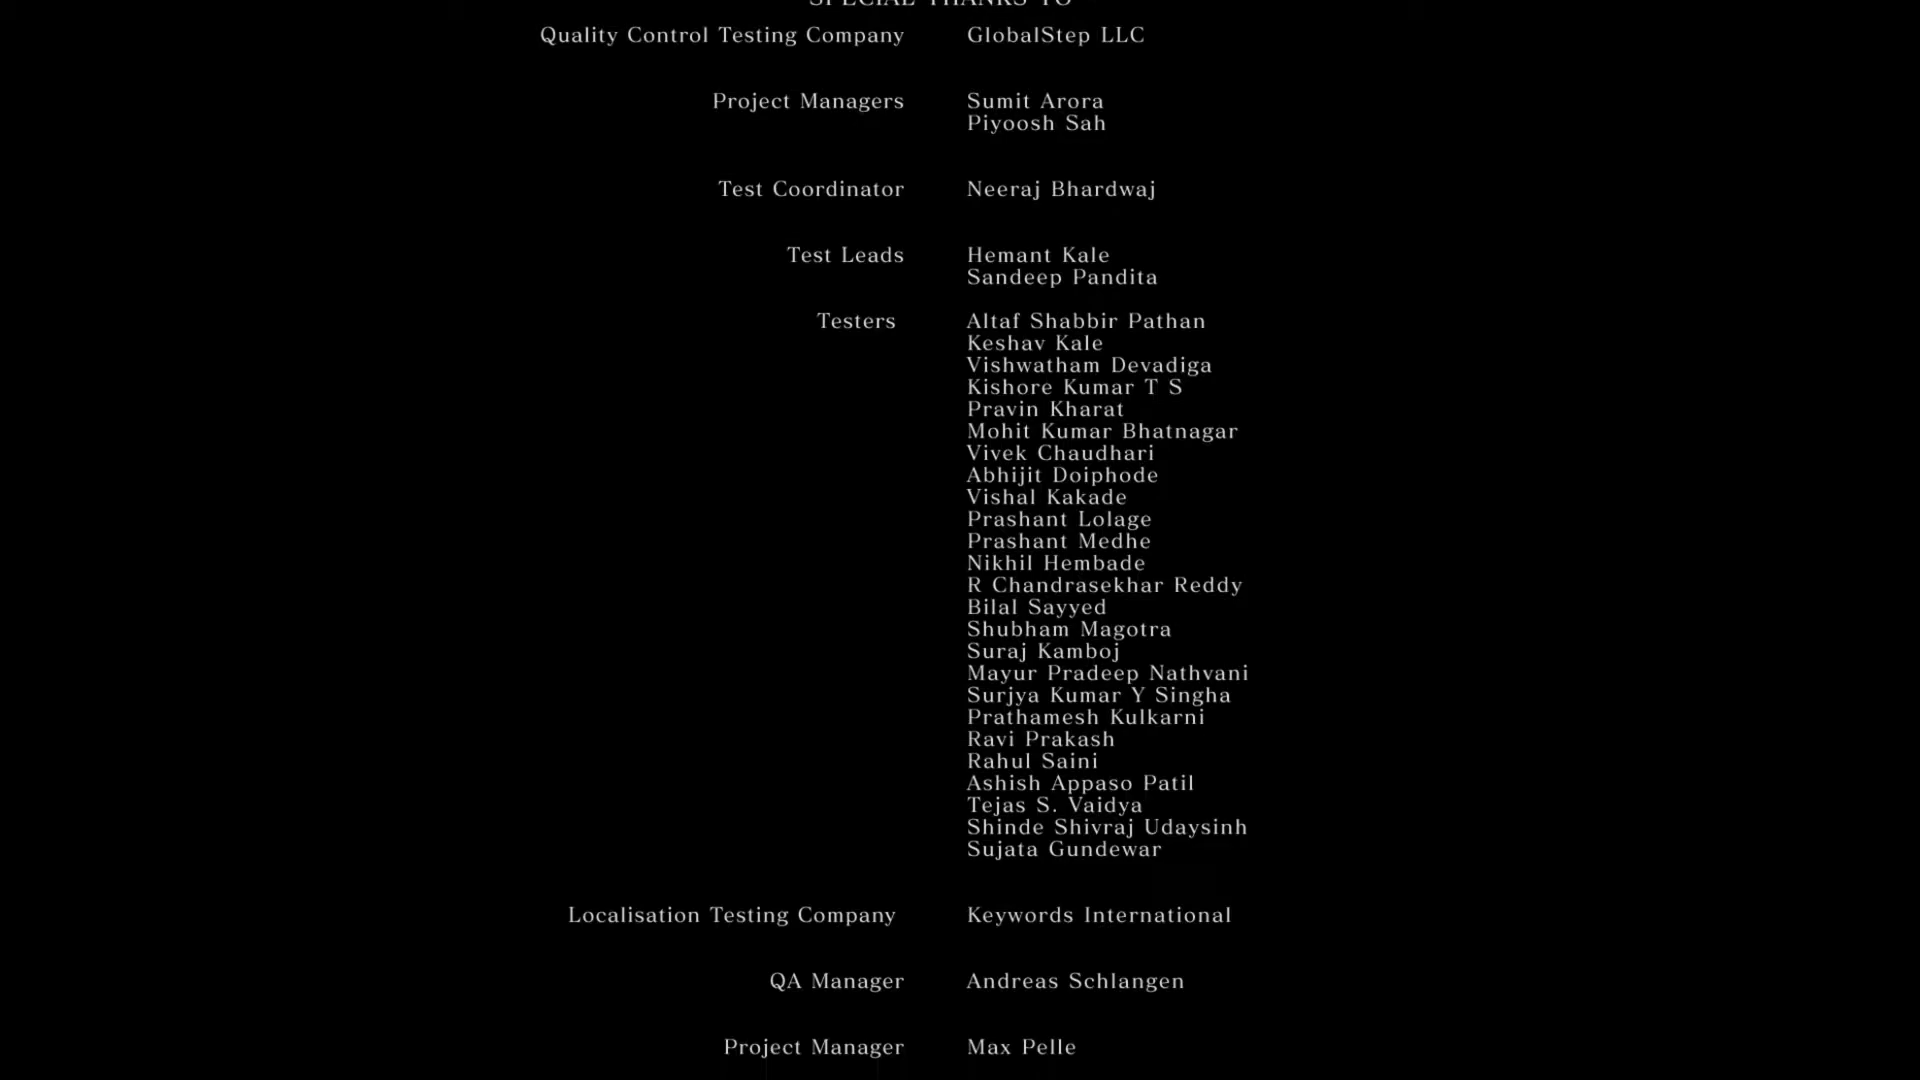 SPECIAL THANKS TO
Quality Control Testing Company GlobalStep LLC
Project Managers Sumit Arora
Piyoosh Sah
Test Coordinator Neeraj Bhardwaj
Test Leads Hemant Kale
Sandeep Pandita
Testers Altaf Shabbir Pathan
Keshav Kale
Vishwatham Devadiga
Kishore Kumar T S
Pravin Kharat
Mohit Kumar Bhatnagar
Vivek Chaudhari
Abhijit Doiphode
Vishal Kakade
Prashant Lolage
Prashant Medhe
Nikhil Hembade
R Chandrasekhar Reddy
Bilal Sayyed
Shubham Magotra
Suraj Kamboj
Mayur Pradeep Nathvani
Surjya Kumar Y Singha
Prathamesh Kulkarni
Ravi Prakash
Rahul Saini
Ashish Appaso Patil
Tejas S. Vaidya
Shinde Shivraj Udaysinh
Sujata Gundewar
Localisation Testing Company Keywords International
QA Manager Andreas Schlangen
Project Manager Max Pelle